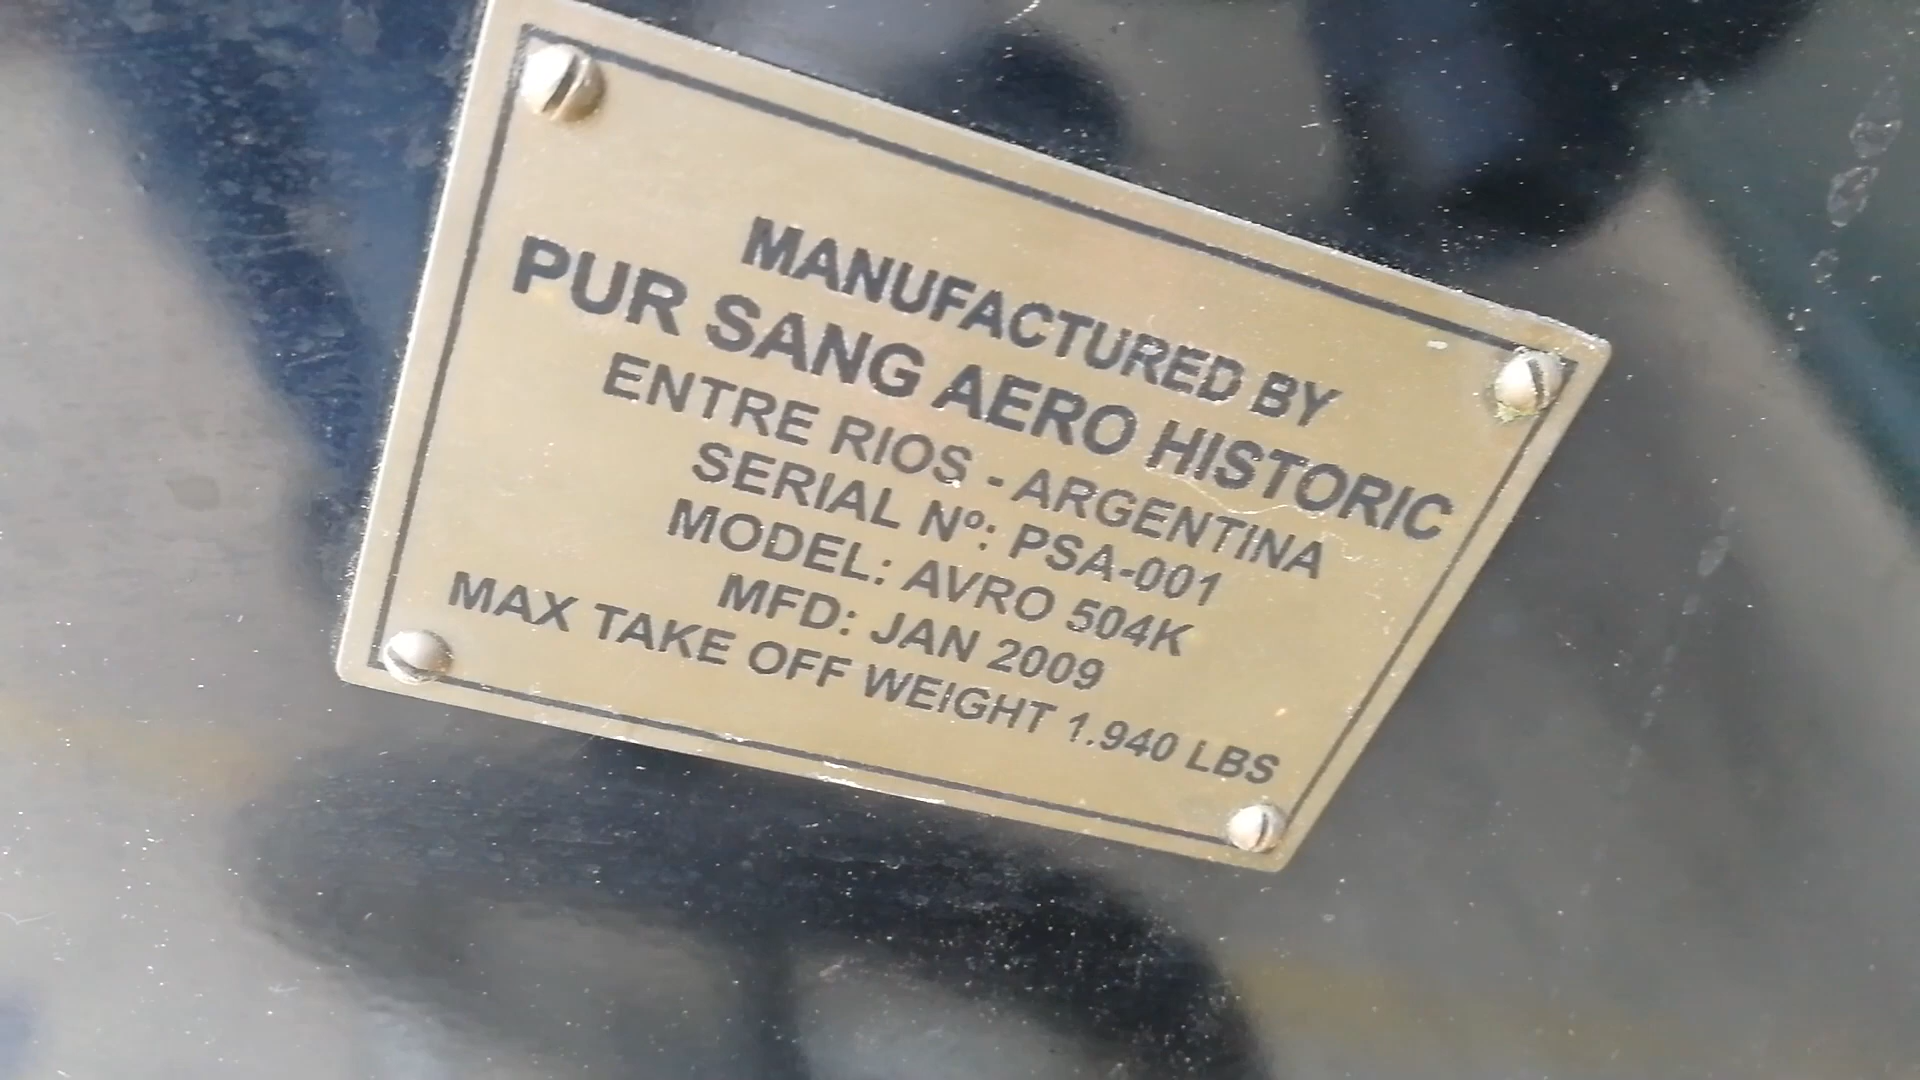 MANUFACTURED BY
PUR SANG AERO HISTORIC
ENTRE RIOS - ARGENTINA
SERIAL Nº: PSA-001
MODEL: AVRO 504K
MFD: JAN 2009
MAX TAKE OFF WEIGHT 1.940 LBS